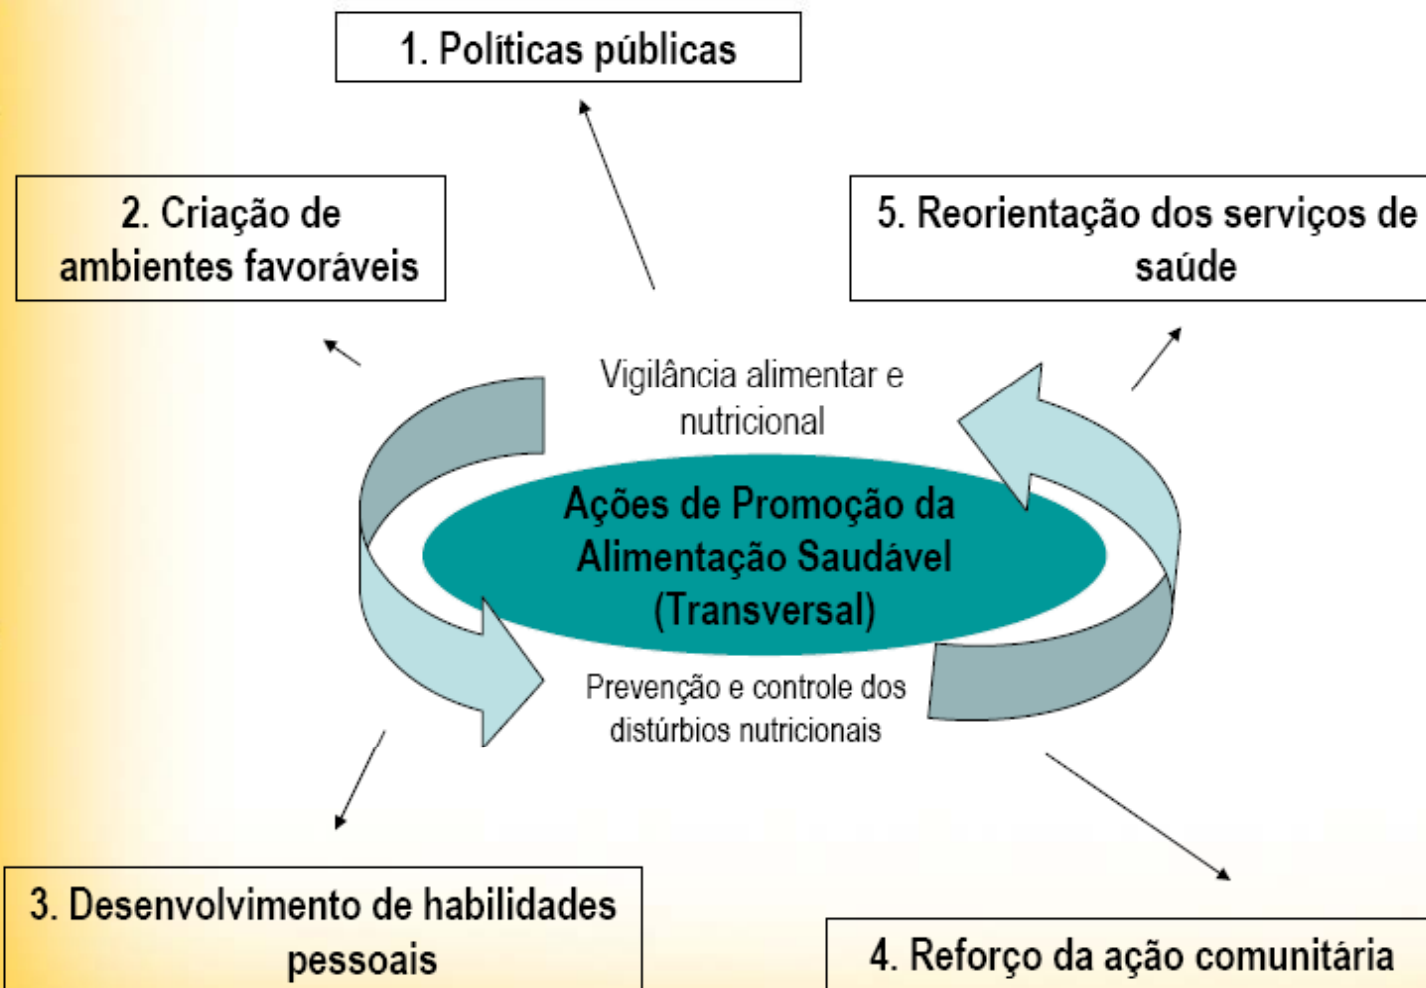 1. Políticas públicas
2. Criação de
ambientes favoráveis
5. Reorientação dos serviços de
saúde
Vigilância alimentar e
nutricional
Ações de Promoção da
Alimentação Saudável
(Transversal)
Prevenção e controle dos
distúrbios nutricionais
3. Desenvolvimento de habilidades
pessoais
4. Reforço da ação comunitária